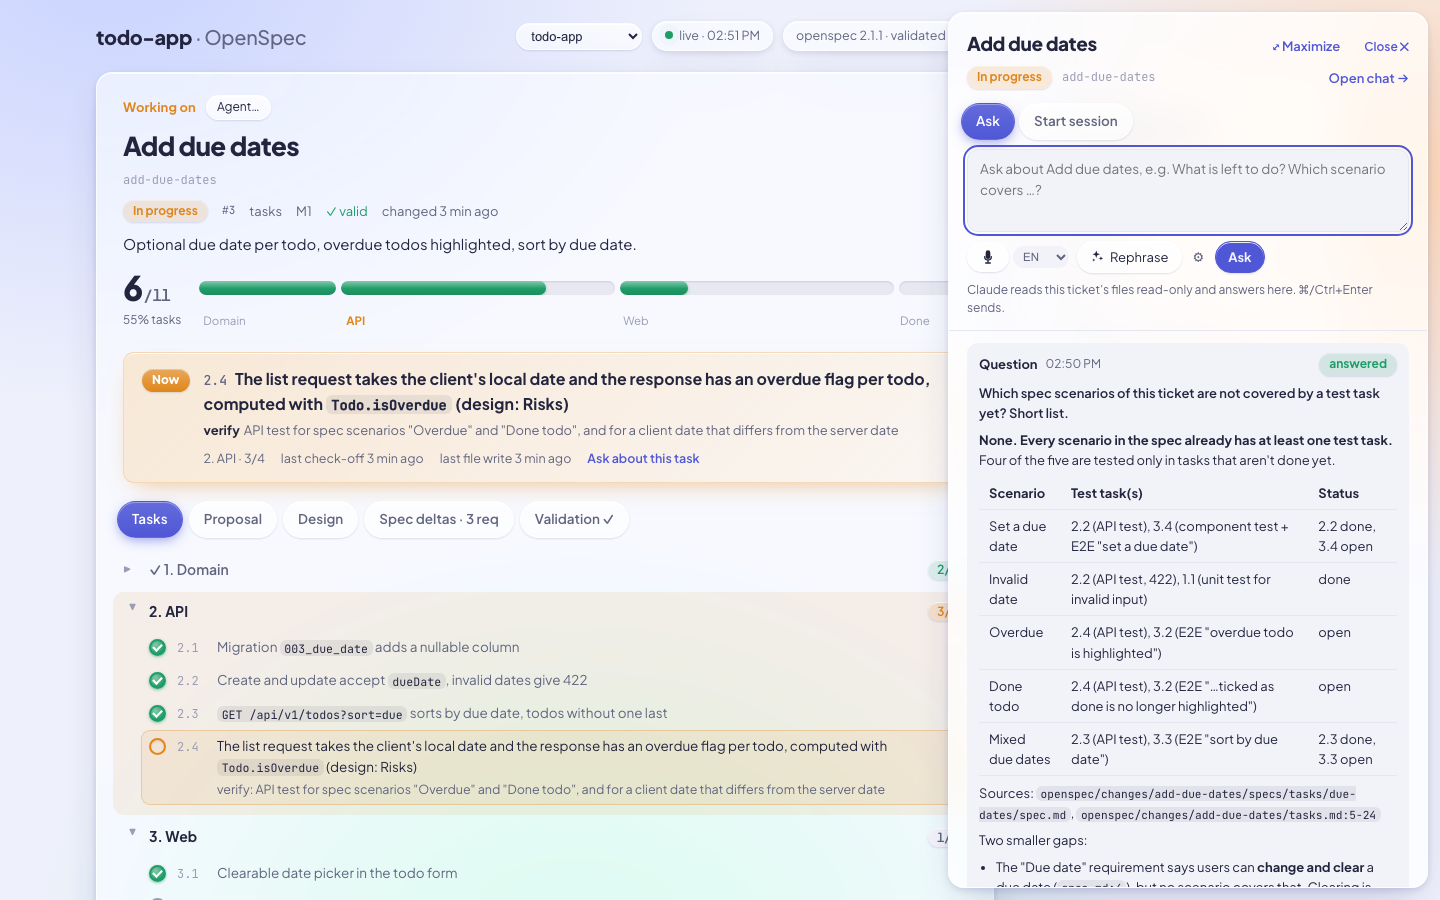 todo-app · OpenSpec
todo-app
live · 02:51 PM
openspec 2.1.1 · validated
Working on
Agent...
Add due dates
add-due-dates
In progress
#3
tasks
M1
✓ valid
changed 3 min ago
Optional due date per todo, overdue todos highlighted, sort by due date.
6/11
55% tasks
Domain
API
Web
Done
Now
2.4 The list request takes the client's local date and the response has an overdue flag per todo,
computed with Todo.isOverdue (design: Risks)
verify API test for spec scenarios "Overdue" and "Done todo", and for a client date that differs from the server date
2. API · 3/4
last check-off 3 min ago
last file write 3 min ago
Ask about this task
Tasks
Proposal
Design
Spec deltas · 3 req
Validation ✓
✓ 1. Domain
2/
2. API
3/
2.1 Migration 003_due_date adds a nullable column
2.2 Create and update accept dueDate, invalid dates give 422
2.3 GET /api/v1/todos?sort=due sorts by due date, todos without one last
2.4 The list request takes the client's local date and the response has an overdue flag per todo, computed with
Todo.isOverdue (design: Risks)
verify: API test for spec scenarios "Overdue" and "Done todo", and for a client date that differs from the server date
3. Web
1/
3.1 Clearable date picker in the todo form
Add due dates
Maximize
Close ✕
In progress
add-due-dates
Open chat →
Ask
Start session
Ask about Add due dates, e.g. What is left to do? Which scenario
covers ...?
EN
Rephrase
Ask
Claude reads this ticket's files read-only and answers here. ⌘/Ctrl+Enter
sends.
Question 02:50 PM
answered
Which spec scenarios of this ticket are not covered by a test task
yet? Short list.
None. Every scenario in the spec already has at least one test task.
Four of the five are tested only in tasks that aren't done yet.
Scenario Test task(s) Status
Set a due 2.2 (API test), 3.4 (component test + 2.2 done,
date E2E "set a due date") 3.4 open
Invalid 2.2 (API test, 422), 1.1 (unit test for done
date invalid input)
Overdue 2.4 (API test), 3.2 (E2E "overdue todo open
is highlighted")
Done 2.4 (API test), 3.2 (E2E "...ticked as open
todo done is no longer highlighted")
Mixed 2.3 (API test), 3.3 (E2E "sort by due 2.3 done,
due dates date") 3.3 open
Sources: openspec/changes/add-due-dates/specs/tasks/due-
dates/spec.md, openspec/changes/add-due-dates/tasks.md:5-24
Two smaller gaps:
• The "Due date" requirement says users can change and clear a
due date ( ), but no scenario covers that. Clearing is